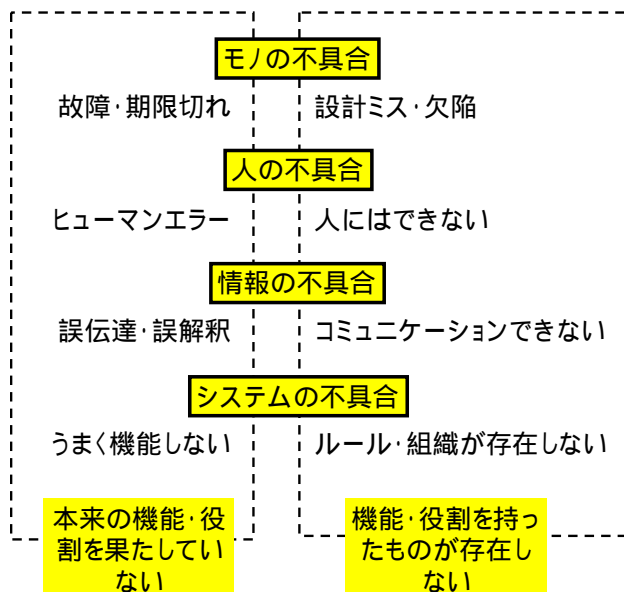 モノの不具合
故障・期限切れ
設計ミス・欠陥
人の不具合
ヒューマンエラー
人にはできない
情報の不具合
誤伝達・誤解釈
コミュニケーションできない
システムの不具合
うまく機能しない
ルール・組織が存在しない
本来の機能・役
割を果たしてい
ない
機能・役割を持っ
たものが存在し
ない